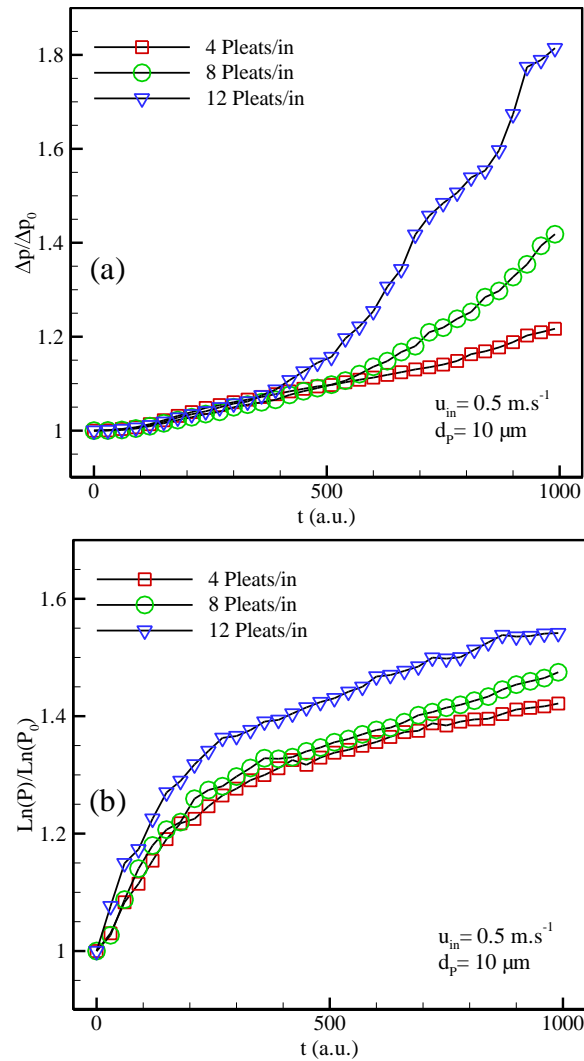 1.8
1.6
1.4
1.2
1
Δp/Δp₀
4 Pleats/in
8 Pleats/in
12 Pleats/in
(a)
uᵢₙ= 0.5 m.s⁻¹
d_P= 10 µm
0 500 1000
t (a.u.)
1.6
1.4
1.2
1
Ln(P)/Ln(P₀)
4 Pleats/in
8 Pleats/in
12 Pleats/in
(b)
uᵢₙ= 0.5 m.s⁻¹
d_P= 10 µm
0 500 1000
t (a.u.)